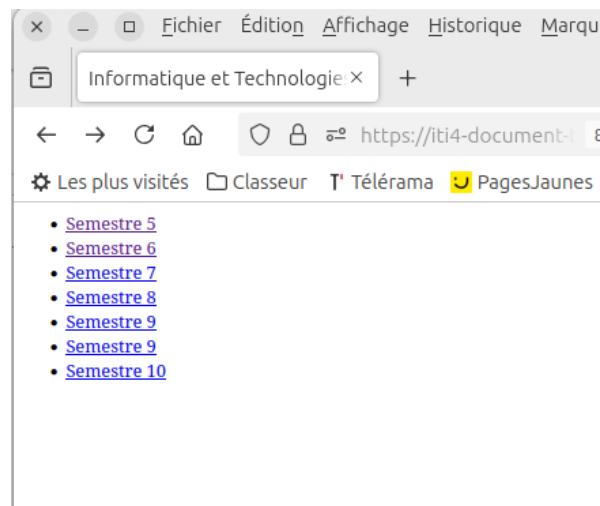 Fichier Édition Affichage Historique Marqu
Informatique et Technologie
https://iti4-document-
Les plus visités Classeur Télérama PagesJaunes
Semestre 5
Semestre 6
Semestre 7
Semestre 8
Semestre 9
Semestre 9
Semestre 10